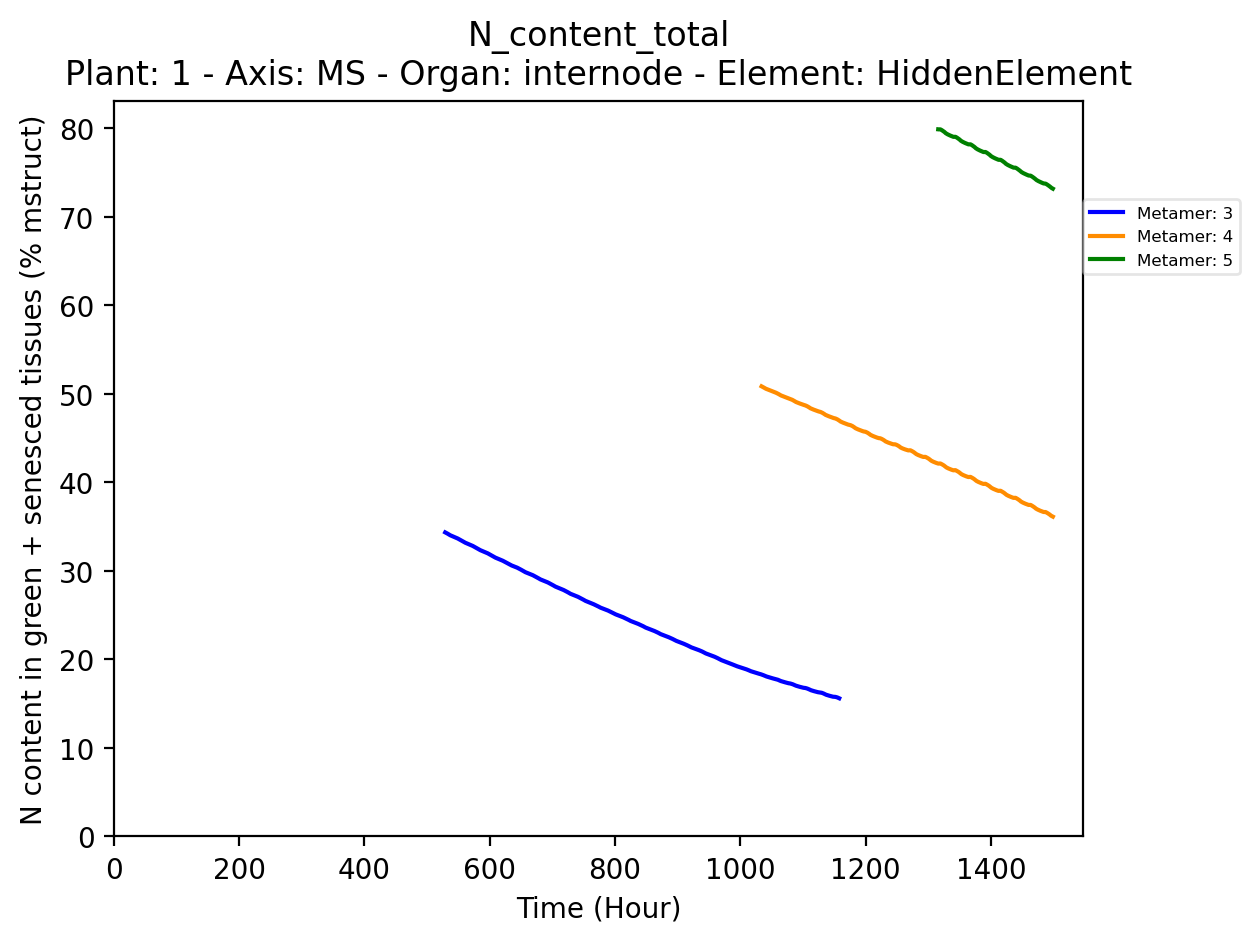 N_content_total
Plant: 1 - Axis: MS - Organ: internode - Element: HiddenElement
N content in green + senesced tissues (% mstruct)
80
70
60
50
40
30
20
10
0
0 200 400 600 800 1000 1200 1400
Time (Hour)
Metamer: 3
Metamer: 4
Metamer: 5